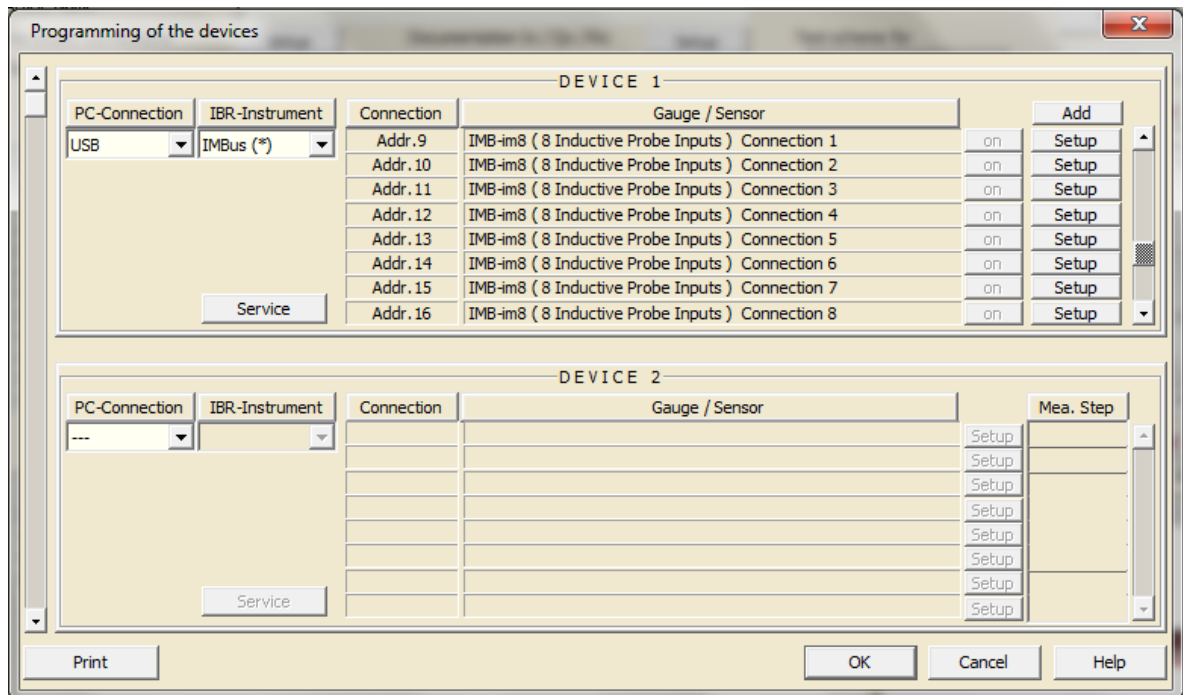 Programming of the devices
DEVICE 1
PC-Connection IBR-Instrument Connection Gauge / Sensor Add
USB IMBus (*) Addr.9 IMB-im8 ( 8 Inductive Probe Inputs ) Connection 1 on Setup
Addr.10 IMB-im8 ( 8 Inductive Probe Inputs ) Connection 2 on Setup
Addr.11 IMB-im8 ( 8 Inductive Probe Inputs ) Connection 3 on Setup
Addr.12 IMB-im8 ( 8 Inductive Probe Inputs ) Connection 4 on Setup
Addr.13 IMB-im8 ( 8 Inductive Probe Inputs ) Connection 5 on Setup
Addr.14 IMB-im8 ( 8 Inductive Probe Inputs ) Connection 6 on Setup
Addr.15 IMB-im8 ( 8 Inductive Probe Inputs ) Connection 7 on Setup
Service Addr.16 IMB-im8 ( 8 Inductive Probe Inputs ) Connection 8 on Setup
DEVICE 2
PC-Connection IBR-Instrument Connection Gauge / Sensor Mea. Step
--- Setup
Setup
Setup
Setup
Setup
Setup
Setup
Service Setup
Print OK Cancel Help